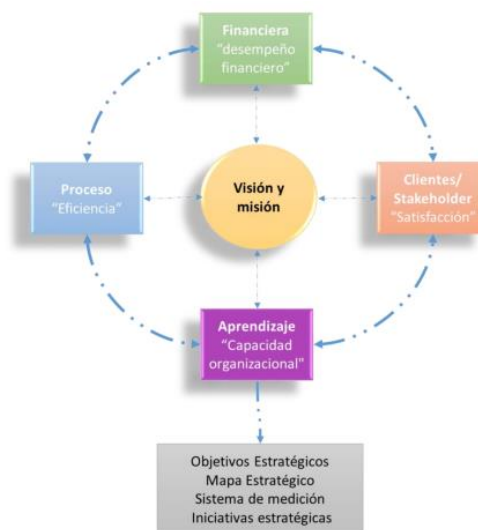 Financiera
"desempeño
financiero"
Proceso
"Eficiencia"
Visión y
misión
Clientes/
Stakeholder
"Satisfacción"
Aprendizaje
"Capacidad
organizacional"
Objetivos Estratégicos
Mapa Estratégico
Sistema de medición
Iniciativas estratégicas